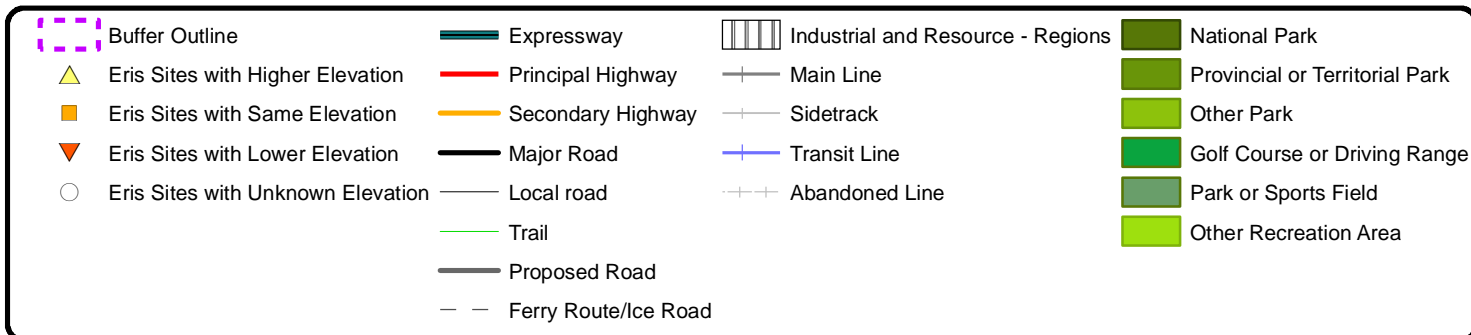 Buffer Outline
Eris Sites with Higher Elevation
Eris Sites with Same Elevation
Eris Sites with Lower Elevation
Eris Sites with Unknown Elevation
Expressway
Principal Highway
Secondary Highway
Major Road
Local road
Trail
Proposed Road
Ferry Route/Ice Road
Industrial and Resource - Regions
Main Line
Sidetrack
Transit Line
Abandoned Line
National Park
Provincial or Territorial Park
Other Park
Golf Course or Driving Range
Park or Sports Field
Other Recreation Area